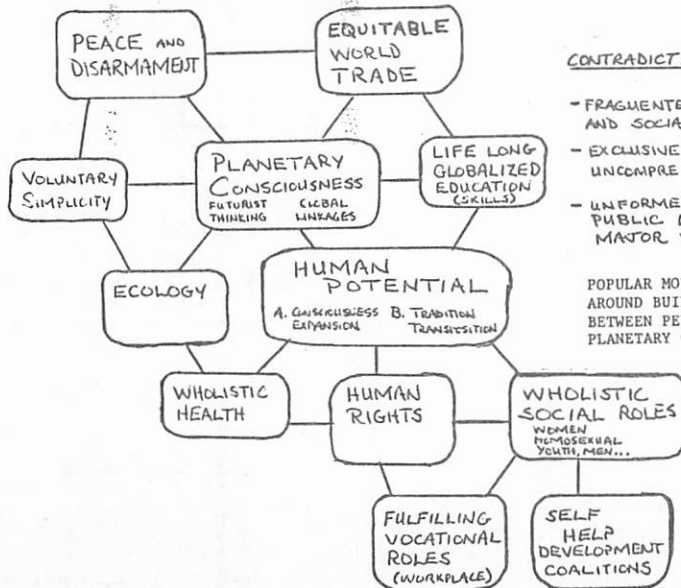 PEACE AND
DISARMAMENT
EQUITABLE
WORLD
TRADE
VOLUNTARY
SIMPLICITY
PLANETARY
CONSCIOUSNESS
FUTURIST GLOBAL
THINKING LINKAGES
LIFE LONG
GLOBALIZED
EDUCATION
(SKILLS)
ECOLOGY
HUMAN
POTENTIAL
A. CONSCIOUSNESS B. TRADITION
EXPANSION TRANSITSITION
WHOLISTIC
HEALTH
HUMAN
RIGHTS
WHOLISTIC
SOCIAL ROLES
WOMEN
HOMOSEXUAL
YOUTH, MEN...
FULFILLING
VOCATIONAL
ROLES
(WORKPLACE)
SELF
HELP
DEVELOPMENT
COALITIONS
CONTRADICT
- FRAGMENTE
AND SOCIA
- EXCLUSIVE
UNCOMPRE
- UNFORME
PUBLIC
MAJOR
POPULAR MO
AROUND BUI
BETWEEN PE
PLANETARY